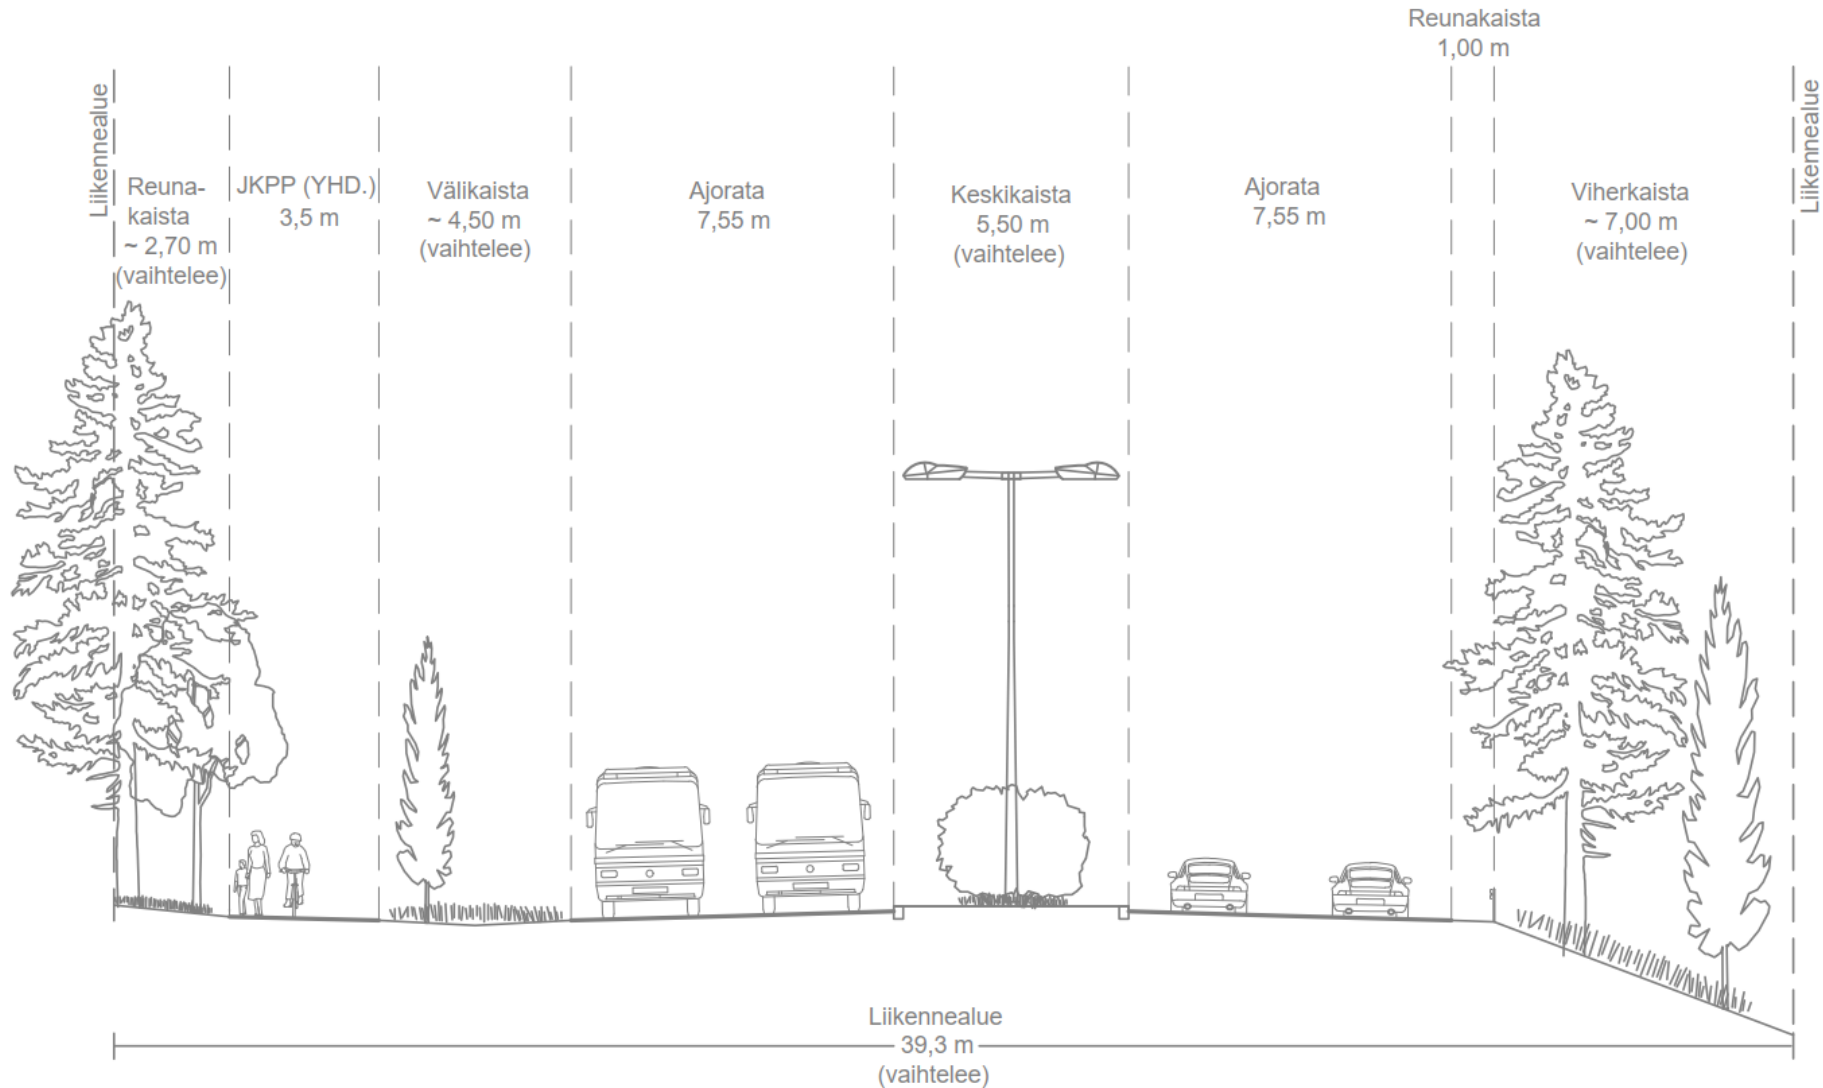 Reunakaista
1,00 m
Liikennealue
Reuna-
kaista
~ 2,70 m
(vaihtelee)
JKPP (YHD.)
3,5 m
Välikaista
~ 4,50 m
(vaihtelee)
Ajorata
7,55 m
Keskikaista
5,50 m
(vaihtelee)
Ajorata
7,55 m
Viherkaista
~ 7,00 m
(vaihtelee)
Liikennealue
Liikennealue
39,3 m
(vaihtelee)